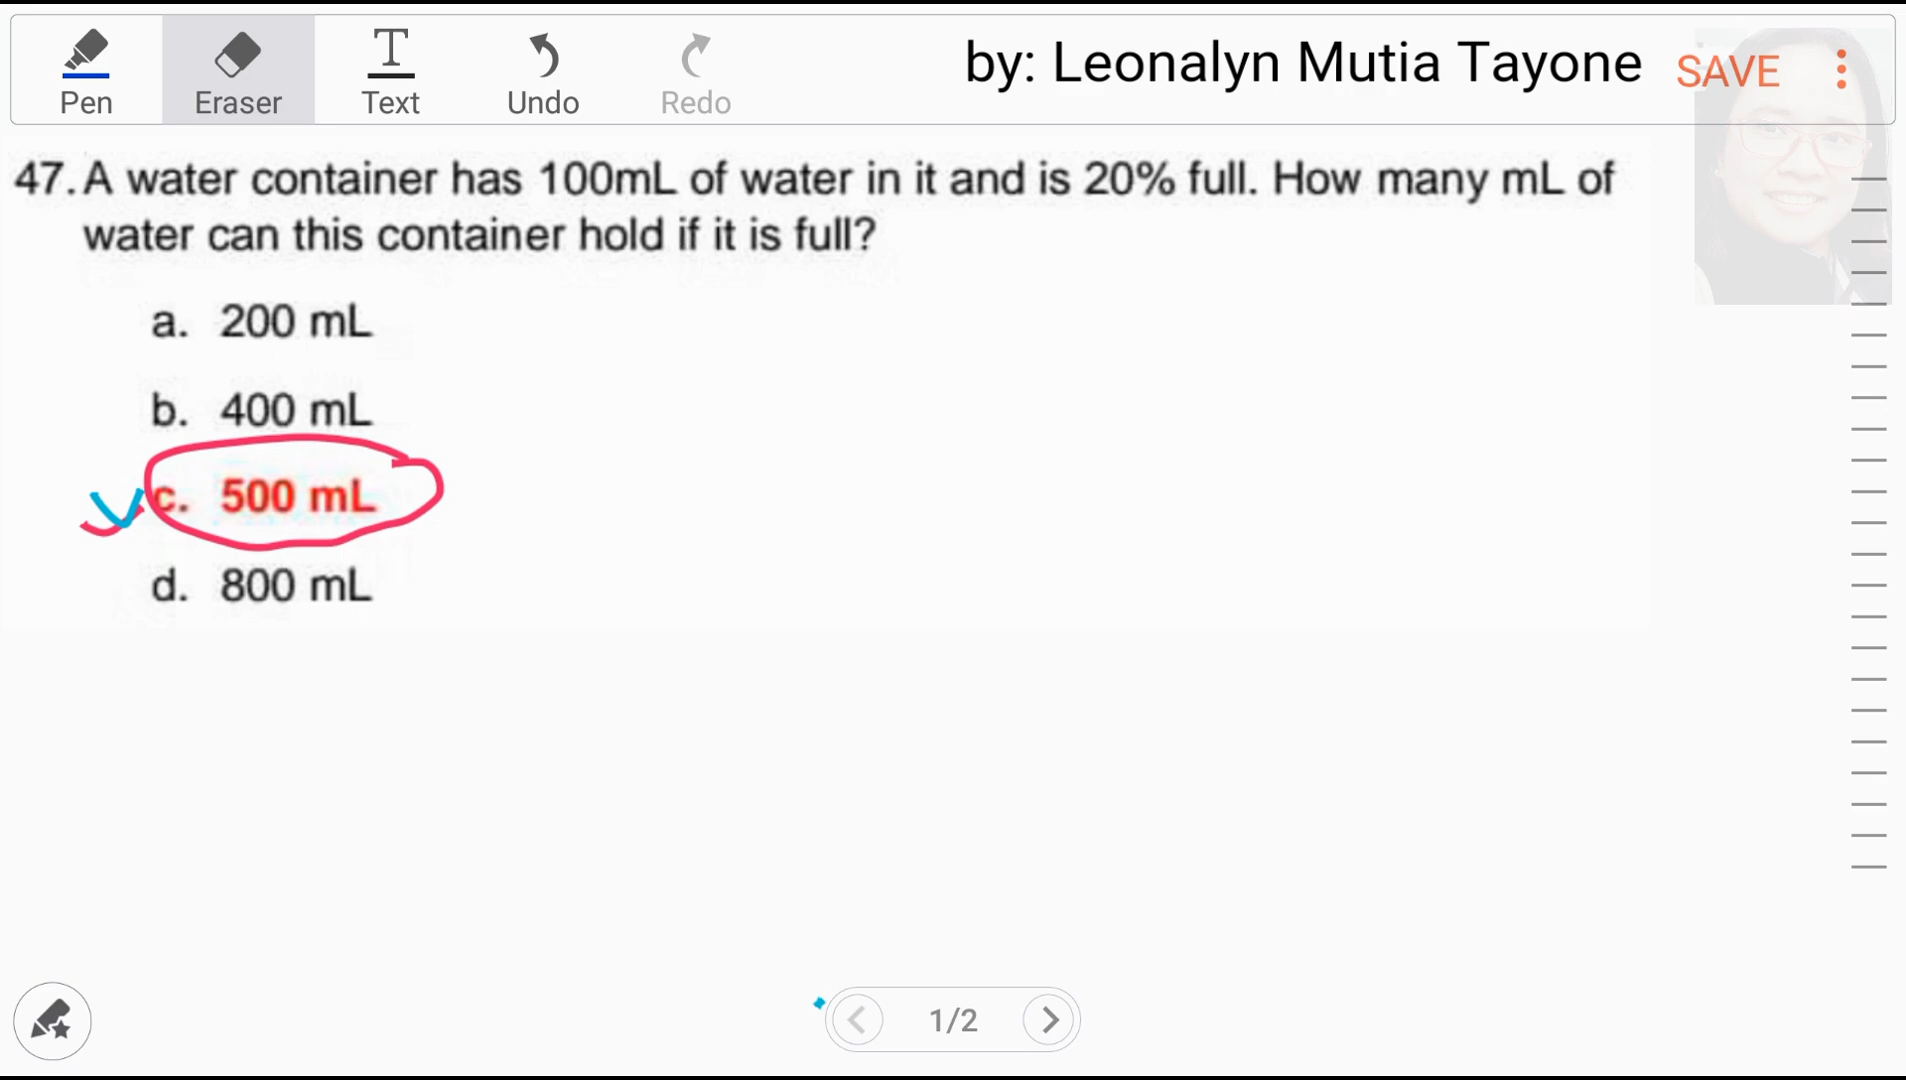 Pen
Eraser
Text
Undo
Redo
by: Leonalyn Mutia Tayone
SAVE
47. A water container has 100mL of water in it and is 20% full. How many mL of
water can this container hold if it is full?
a. 200 mL
b. 400 mL
c. 500 mL
d. 800 mL
1/2